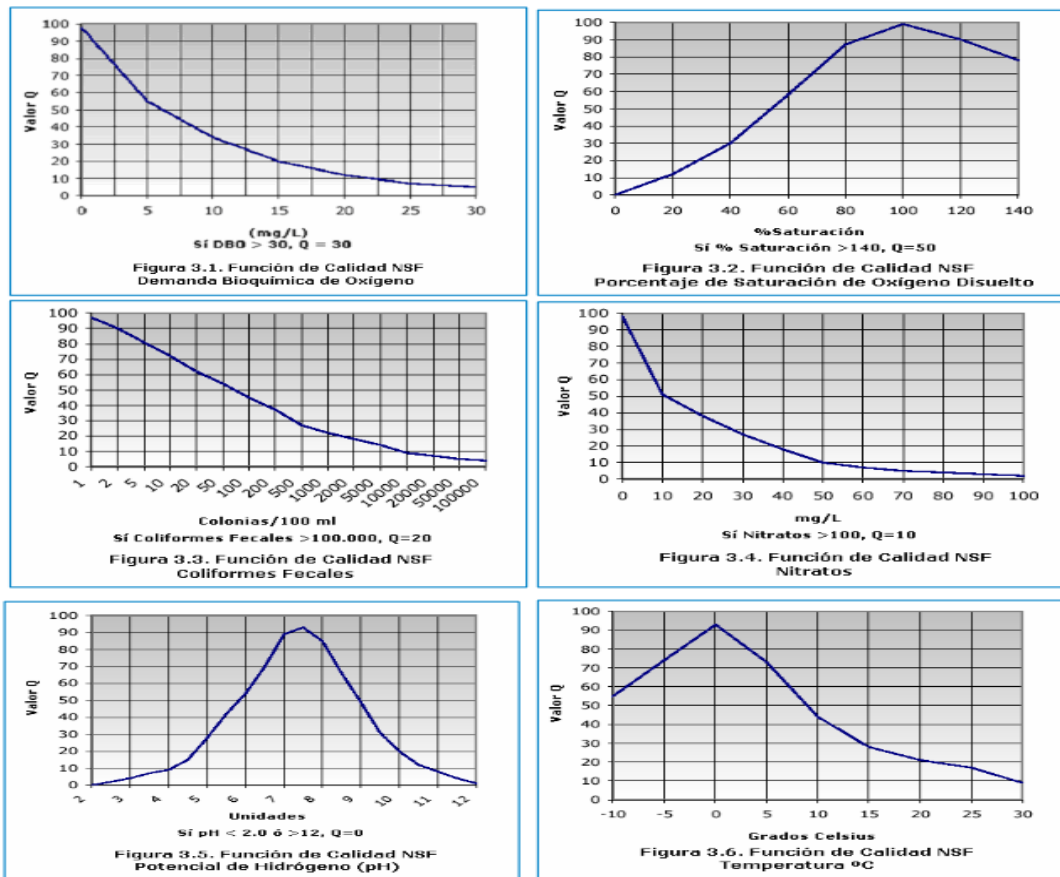 Valor Q
100
90
80
70
60
50
40
30
20
10
0
0 5 10 15 20 25 30
(mg/L)
Sí DBO > 30, Q = 30
Figura 3.1. Función de Calidad NSF
Demanda Bioquímica de Oxígeno
Valor Q
100
90
80
70
60
50
40
30
20
10
0
0 20 40 60 80 100 120 140
%Saturación
Sí % Saturación >140, Q=50
Figura 3.2. Función de Calidad NSF
Porcentaje de Saturación de Oxígeno Disuelto
Valor Q
100
90
80
70
60
50
40
30
20
10
0
1 2 5 10 20 50 100 200 500 1000 2000 5000 10000 20000 50000 100000
Colonias/100 ml
Sí Coliformes Fecales >100.000, Q=20
Figura 3.3. Función de Calidad NSF
Coliformes Fecales
Valor Q
100
90
80
70
60
50
40
30
20
10
0
0 10 20 30 40 50 60 70 80 90 100
mg/L
Sí Nitratos >100, Q=10
Figura 3.4. Función de Calidad NSF
Nitratos
Valor Q
100
90
80
70
60
50
40
30
20
10
0
2 3 4 5 6 7 8 9 10 11 12
Unidades
Sí pH < 2.0 ó >12, Q=0
Figura 3.5. Función de Calidad NSF
Potencial de Hidrógeno (pH)
Valor Q
100
90
80
70
60
50
40
30
20
10
0
-10 -5 0 5 10 15 20 25 30
Grados Celsius
Figura 3.6. Función de Calidad NSF
Temperatura ºC